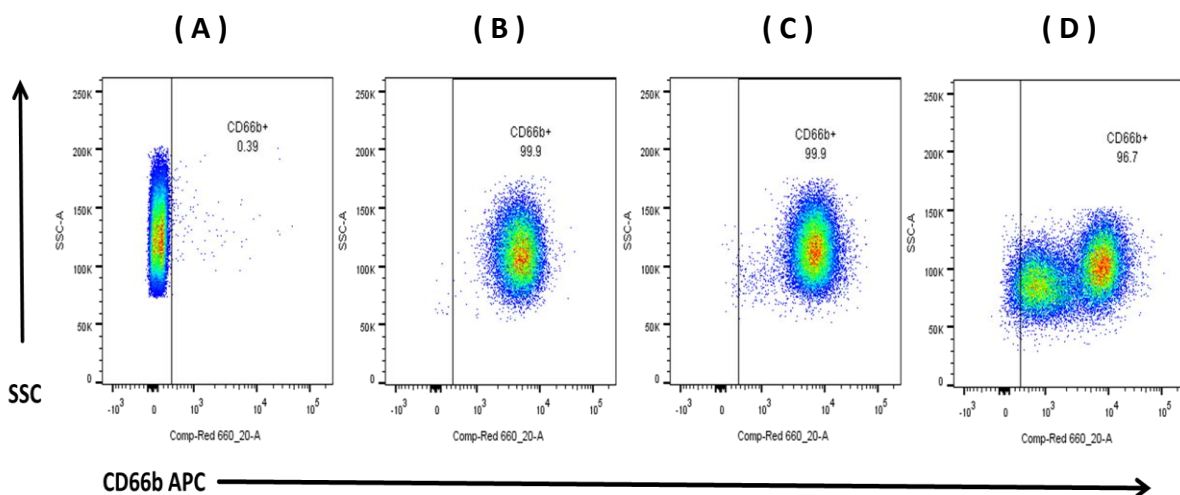 ( A )
( B )
( C )
( D )
250K
200K
150K
100K
50K
0
SSC-A
CD66b+
0.39
-10³ 0 10³ 10⁴ 10⁵
Comp-Red 660_20-A
250K
200K
150K
100K
50K
0
SSC-A
CD66b+
99.9
-10³ 0 10³ 10⁴ 10⁵
Comp-Red 660_20-A
250K
200K
150K
100K
50K
0
SSC-A
CD66b+
99.9
-10³ 0 10³ 10⁴ 10⁵
Comp-Red 660_20-A
250K
200K
150K
100K
50K
0
SSC-A
CD66b+
96.7
-10³ 0 10³ 10⁴ 10⁵
Comp-Red 660_20-A
SSC
CD66b APC